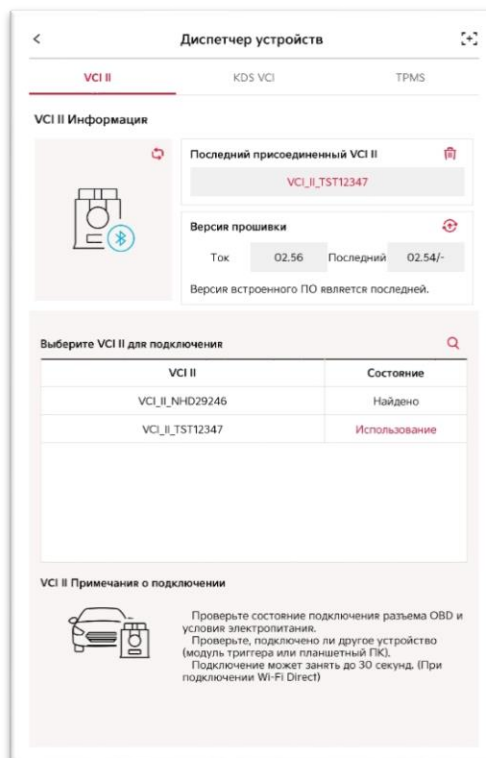 Диспетчер устройств
VCI II
KDS VCI
TPMS
VCI II Информация
Последний присоединенный VCI II
VCI_II_TST12347
Версия прошивки
Ток 02.56 Последний 02.54/-
Версия встроенного ПО является последней.
Выберите VCI II для подключения
VCI II Состояние
VCI_II_NHD29246 Найдено
VCI_II_TST12347 Использование
VCI II Примечания о подключении
Проверьте состояние подключения разъема OBD и
условия электропитания.
Проверьте, подключено ли другое устройство
(модуль триггера или планшетный ПК).
Подключение может занять до 30 секунд. (При
подключении Wi-Fi Direct)